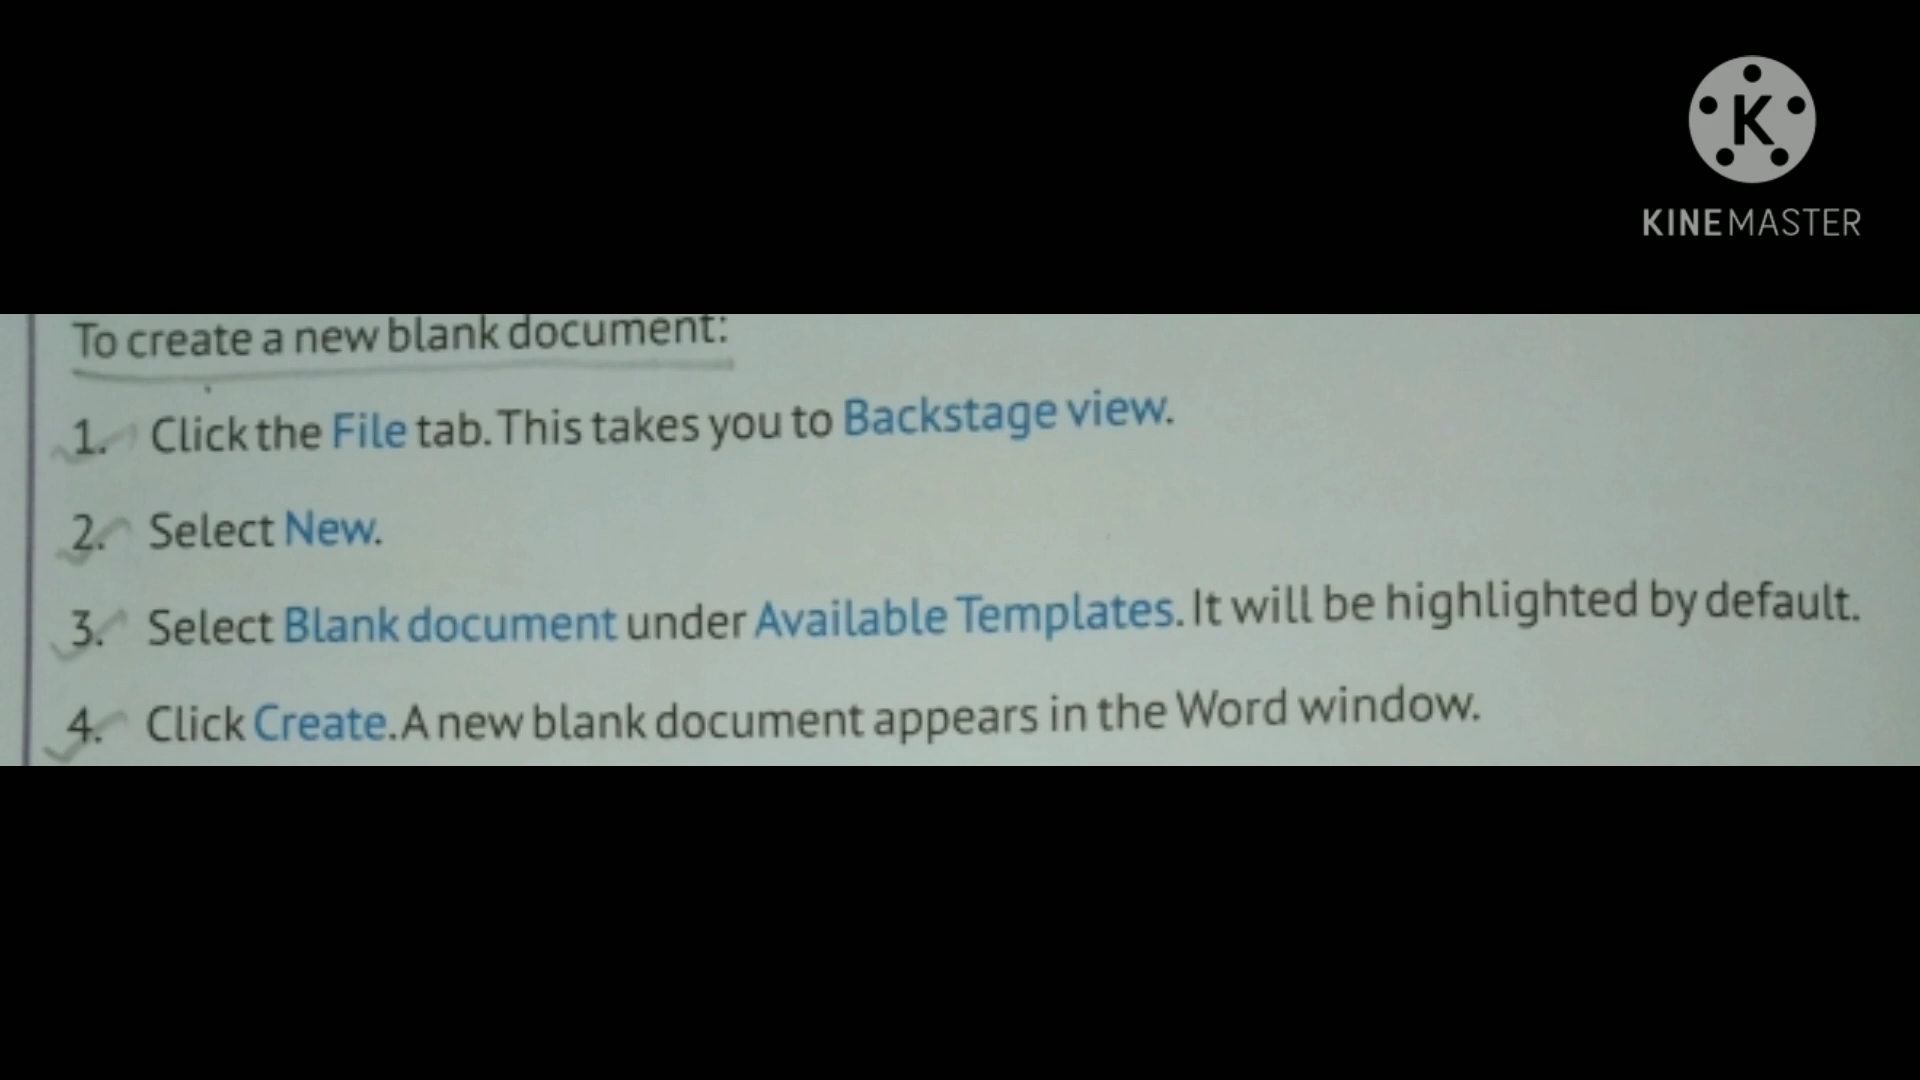 K
KINEMASTER
To create a new blank document:
1. Click the File tab. This takes you to Backstage view.
2. Select New.
3. Select Blank document under Available Templates. It will be highlighted by default.
4. Click Create. A new blank document appears in the Word window.